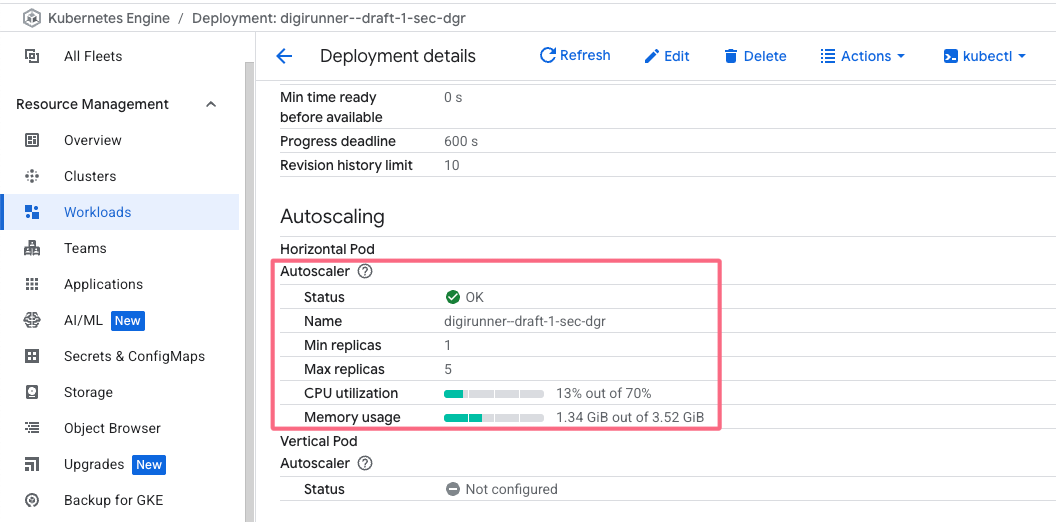 Kubernetes Engine / Deployment: digirunner--draft-1-sec-dgr
All Fleets
Resource Management
Overview
Clusters
Workloads
Teams
Applications
AI/ML New
Secrets & ConfigMaps
Storage
Object Browser
Upgrades New
Backup for GKE
Deployment details Refresh Edit Delete Actions kubectl
Min time ready
before available 0 s
Progress deadline 600 s
Revision history limit 10
Autoscaling
Horizontal Pod
Autoscaler ?
Status OK
Name digirunner--draft-1-sec-dgr
Min replicas 1
Max replicas 5
CPU utilization 13% out of 70%
Memory usage 1.34 GiB out of 3.52 GiB
Vertical Pod
Autoscaler ?
Status Not configured